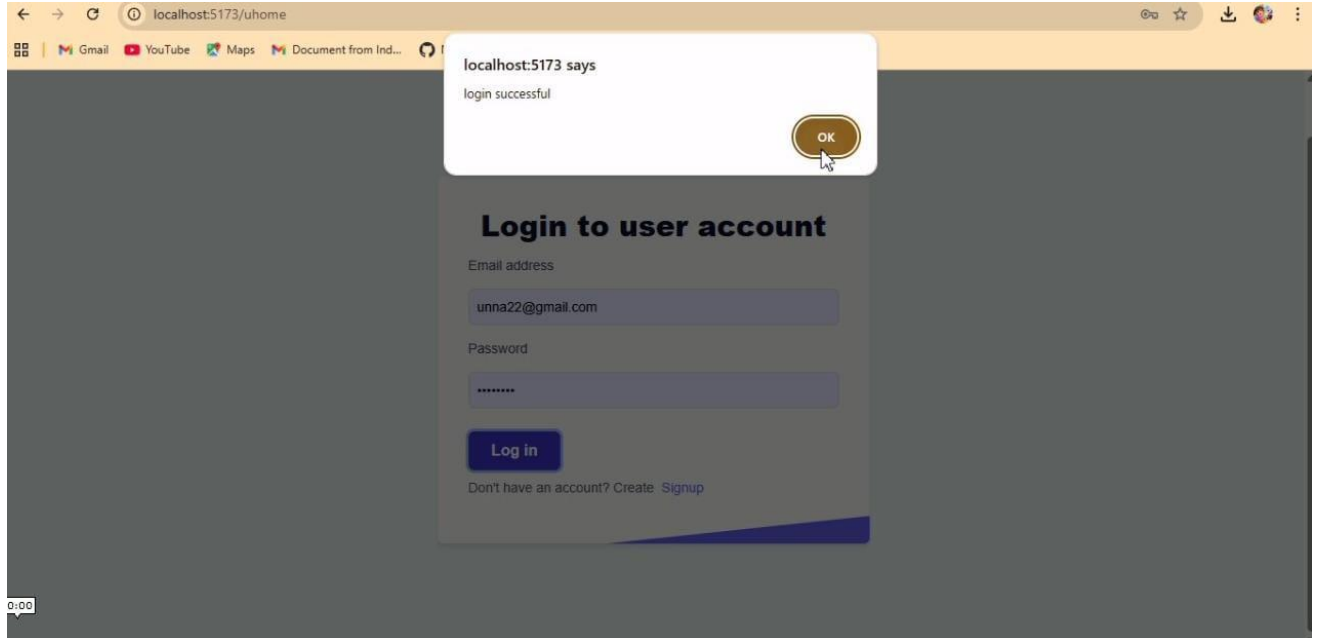 localhost:5173/uhome
Gmail YouTube Maps Document from Ind...
localhost:5173 says
login successful
OK
Login to user account
Email address
unna22@gmail.com
Password
••••••••
Log in
Don't have an account? Create Signup
0:00